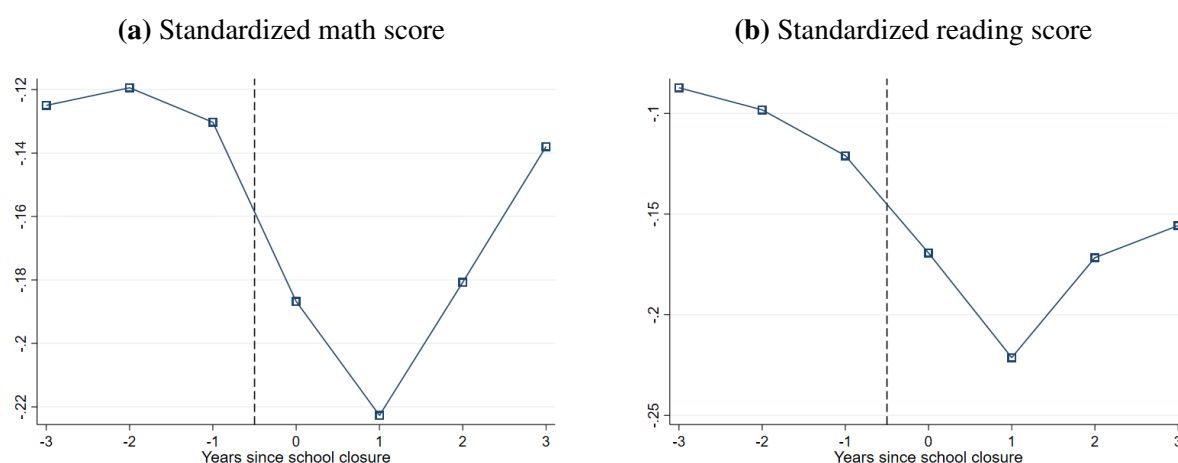 (a) Standardized math score
-.12
-.14
-.16
-.18
-.2
-.22
-3 -2 -1 0 1 2 3
Years since school closure
(b) Standardized reading score
-.1
-.15
-.2
-.25
-3 -2 -1 0 1 2 3
Years since school closure